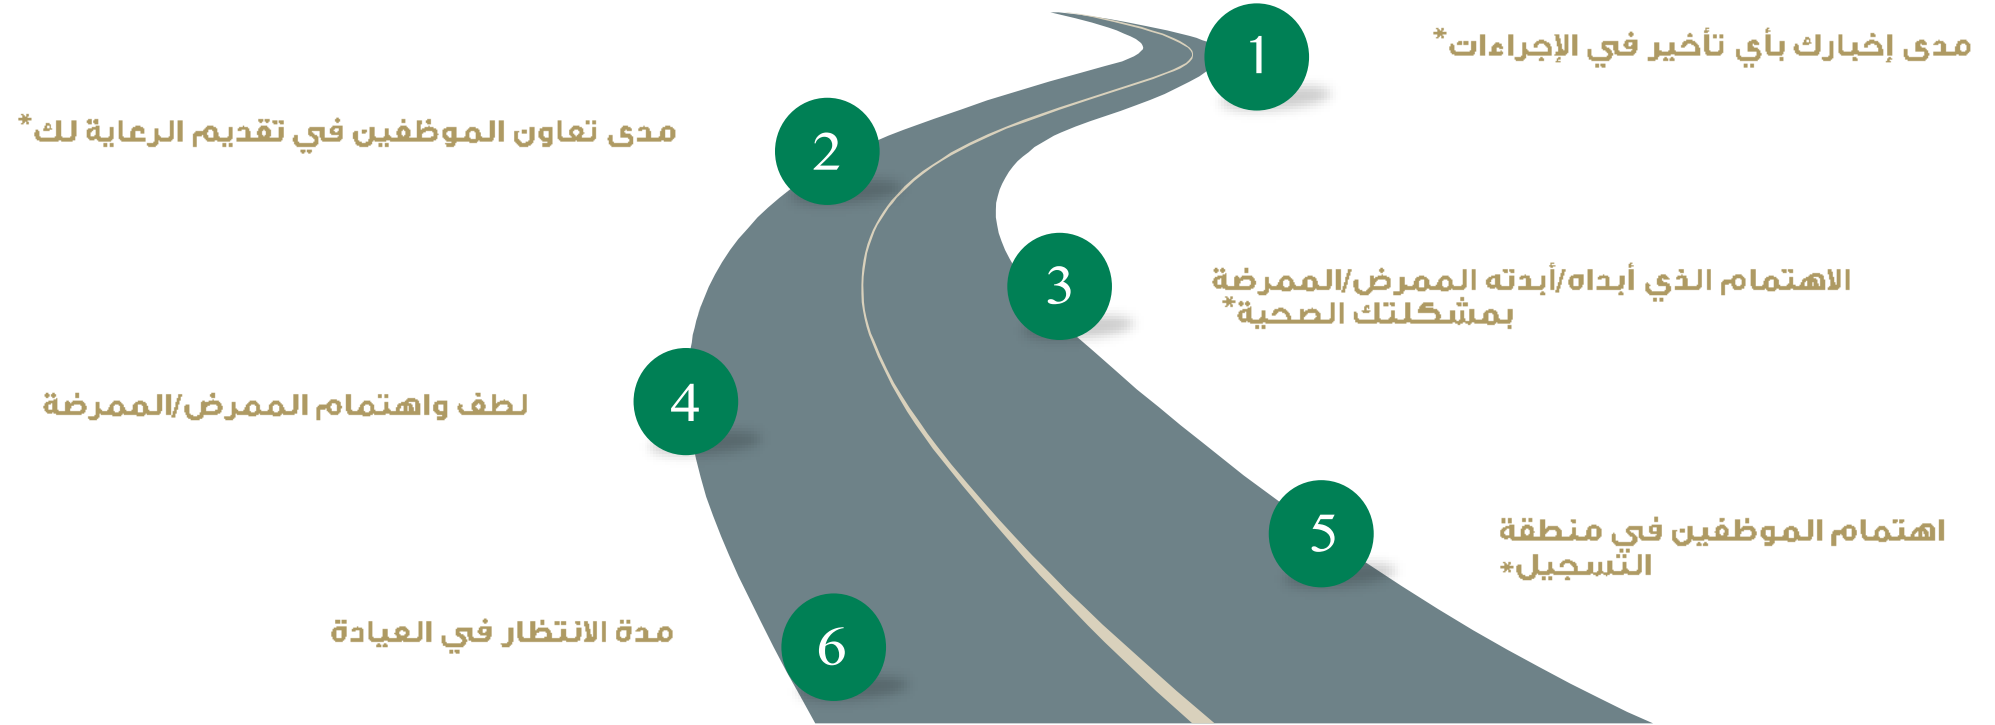 1
مدى إخبارك بأي تأخير في الإجراءات*
2
مدى تعاون الموظفين في تقديم الرعاية لك*
3
الاهتمام الذي أبداه/أبدته الممرض/الممرضة
بمشكلتك الصحية*
4
لطف واهتمام الممرض/الممرضة
5
اهتمام الموظفين في منطقة
التسجيل*
6
مدة الانتظار في العيادة